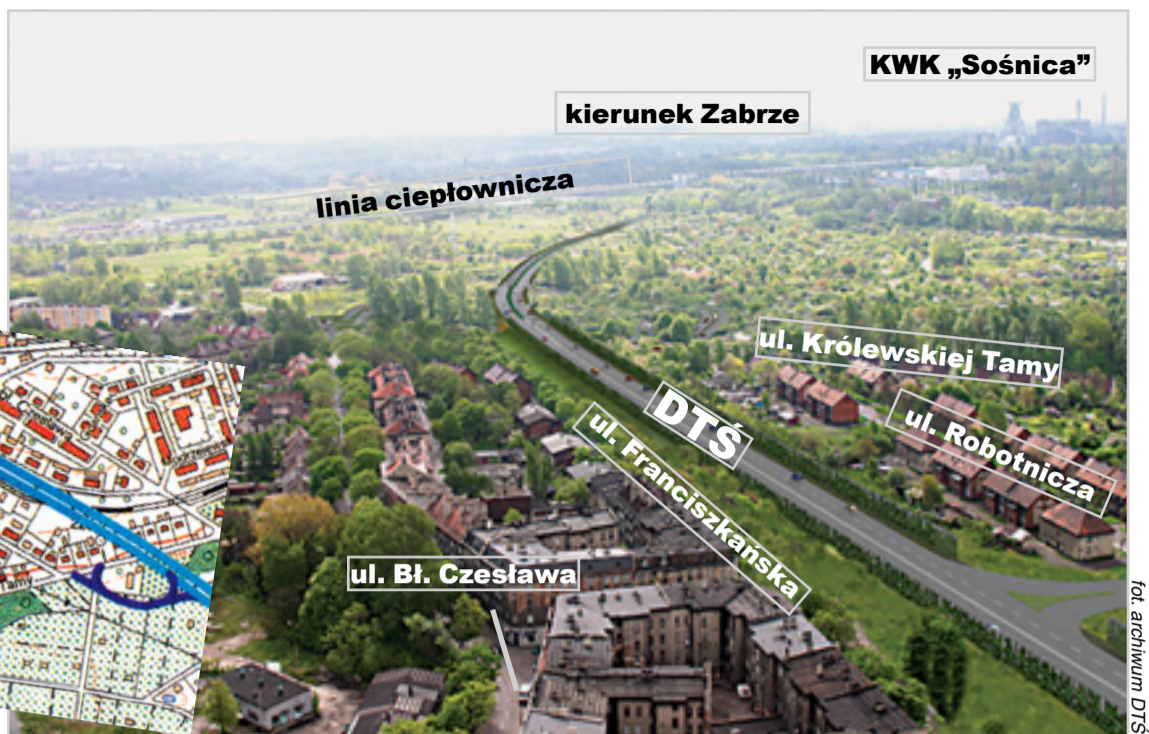 KWK „Sośnica”
kierunek Zabrze
linia ciepłownicza
ul. Królewskiej Tamy
DTŚ
ul. Robotnicza
ul. Franciszkańska
ul. Bł. Czesława
Tamy
fot. archiwum DTŚ